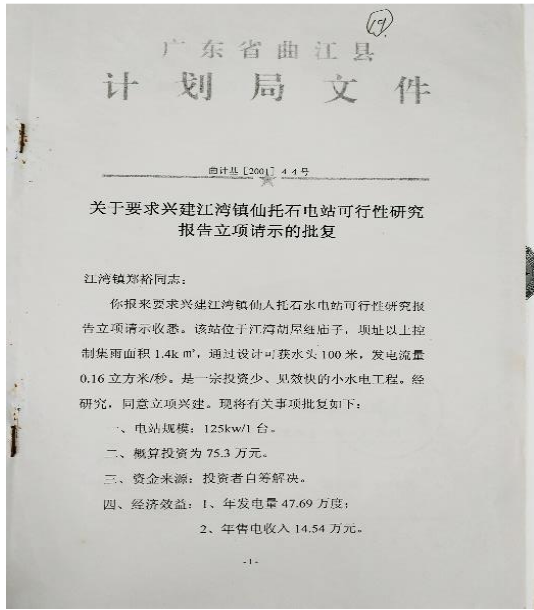 19
广东省曲江县
计划局文件
曲计基［2001］44号
关于要求兴建江湾镇仙托石电站可行性研究
报告立项请示的批复
江湾镇郑裕同志：
你报来要求兴建江湾镇仙人托石水电站可行性研究报
告立项请示收悉。该站位于江湾胡屋细庙子，坝址以上控
制集雨面积1.4k㎡，通过设计可获水头100米，发电流量
0.16立方米/秒。是一宗投资少、见效快的小水电工程。经
研究，同意立项兴建。现将有关事项批复如下：
一、电站规模：125kw/1台。
二、概算投资为75.3万元。
三、资金来源：投资者自筹解决。
四、经济效益：1、年发电量47.69万度；
2、年售电收入14.54万元。
-1-